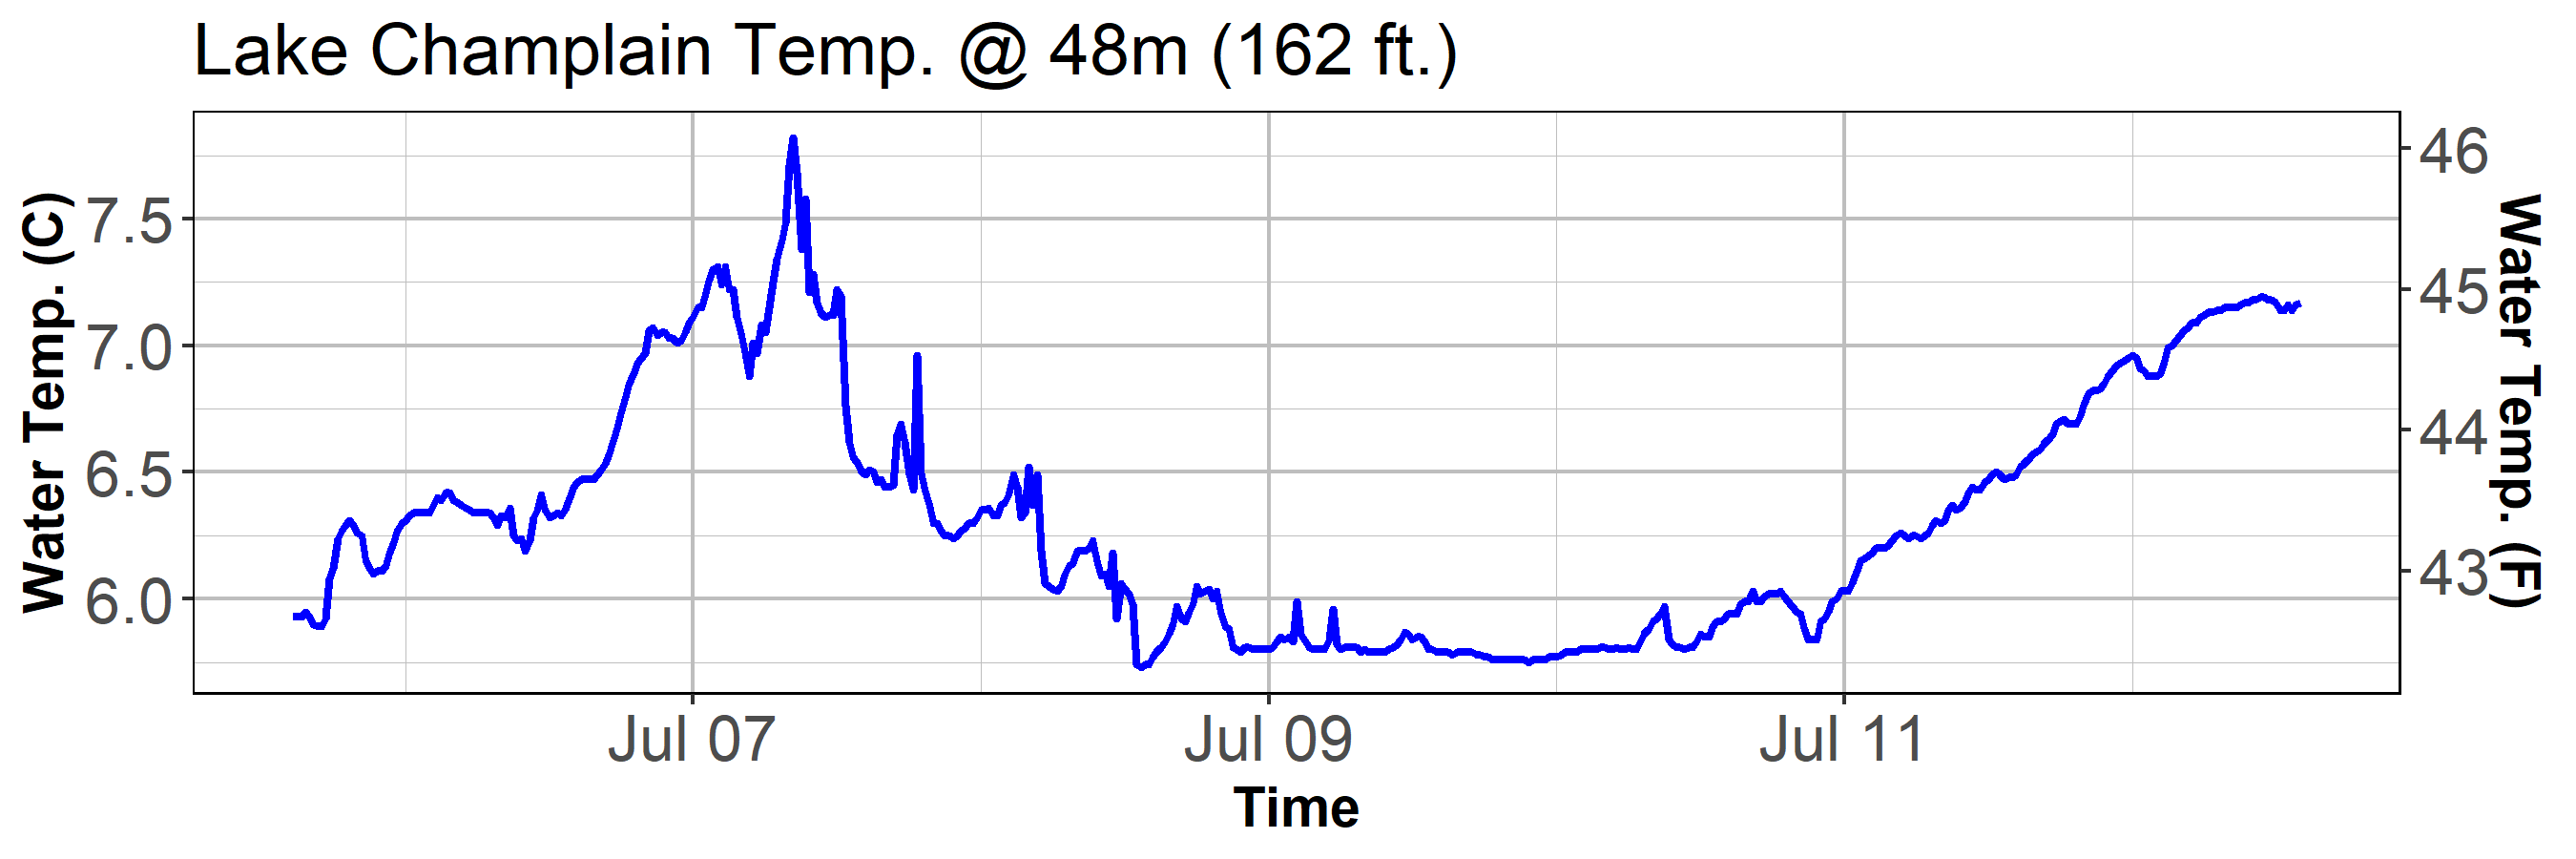 Lake Champlain Temp. @ 48m (162 ft.)
Water Temp. (C)
7.5
7.0
6.5
6.0
46
45
44
43
Water Temp. (F)
Jul 07 Jul 09 Jul 11
Time